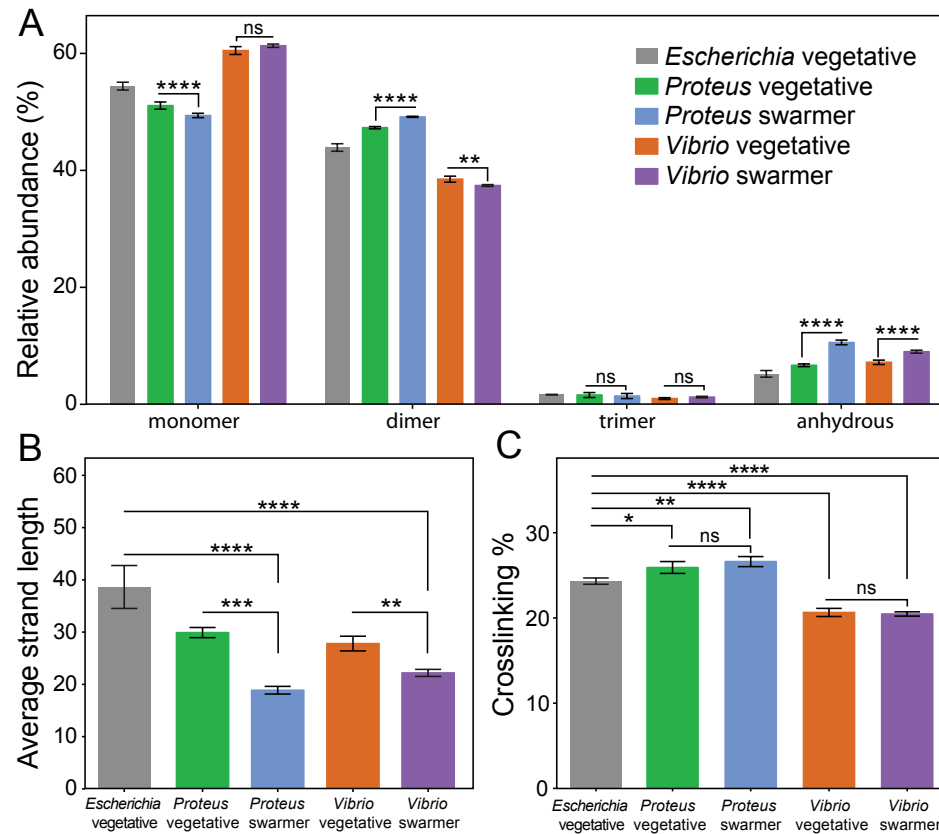 A
Relative abundance (%)
60
40
20
0
****
ns
****
**
ns
ns
****
****
Escherichia vegetative
Proteus vegetative
Proteus swarmer
Vibrio vegetative
Vibrio swarmer
monomer
dimer
trimer
anhydrous
B
Average strand length
60
50
40
30
20
10
0
****
****
***
**
Escherichia
vegetative
Proteus
vegetative
Proteus
swarmer
Vibrio
vegetative
Vibrio
swarmer
C
Crosslinking %
30
20
10
0
****
****
**
*
ns
ns
Escherichia
vegetative
Proteus
vegetative
Proteus
swarmer
Vibrio
vegetative
Vibrio
swarmer